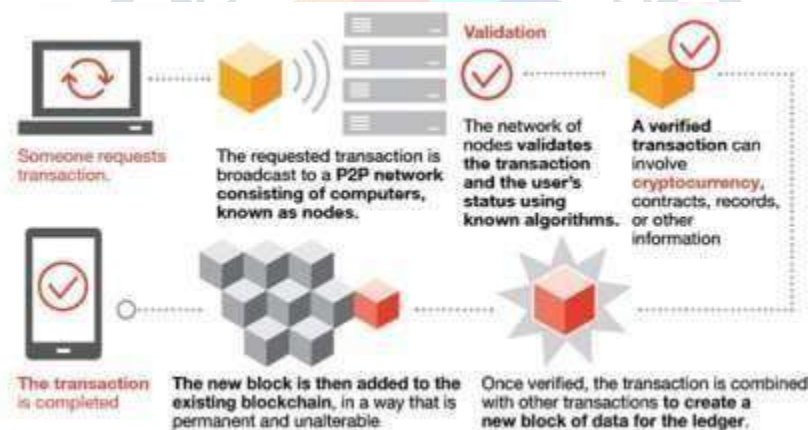 Someone requests
transaction.
The requested transaction is
broadcast to a P2P network
consisting of computers,
known as nodes.
Validation
The network of
nodes validates
the transaction
and the user's
status using
known algorithms.
A verified
transaction can
involve
cryptocurrency,
contracts, records,
or other
information
Once verified, the transaction is combined
with other transactions to create a
new block of data for the ledger.
The new block is then added to the
existing blockchain, in a way that is
permanent and unalterable
The transaction
is completed